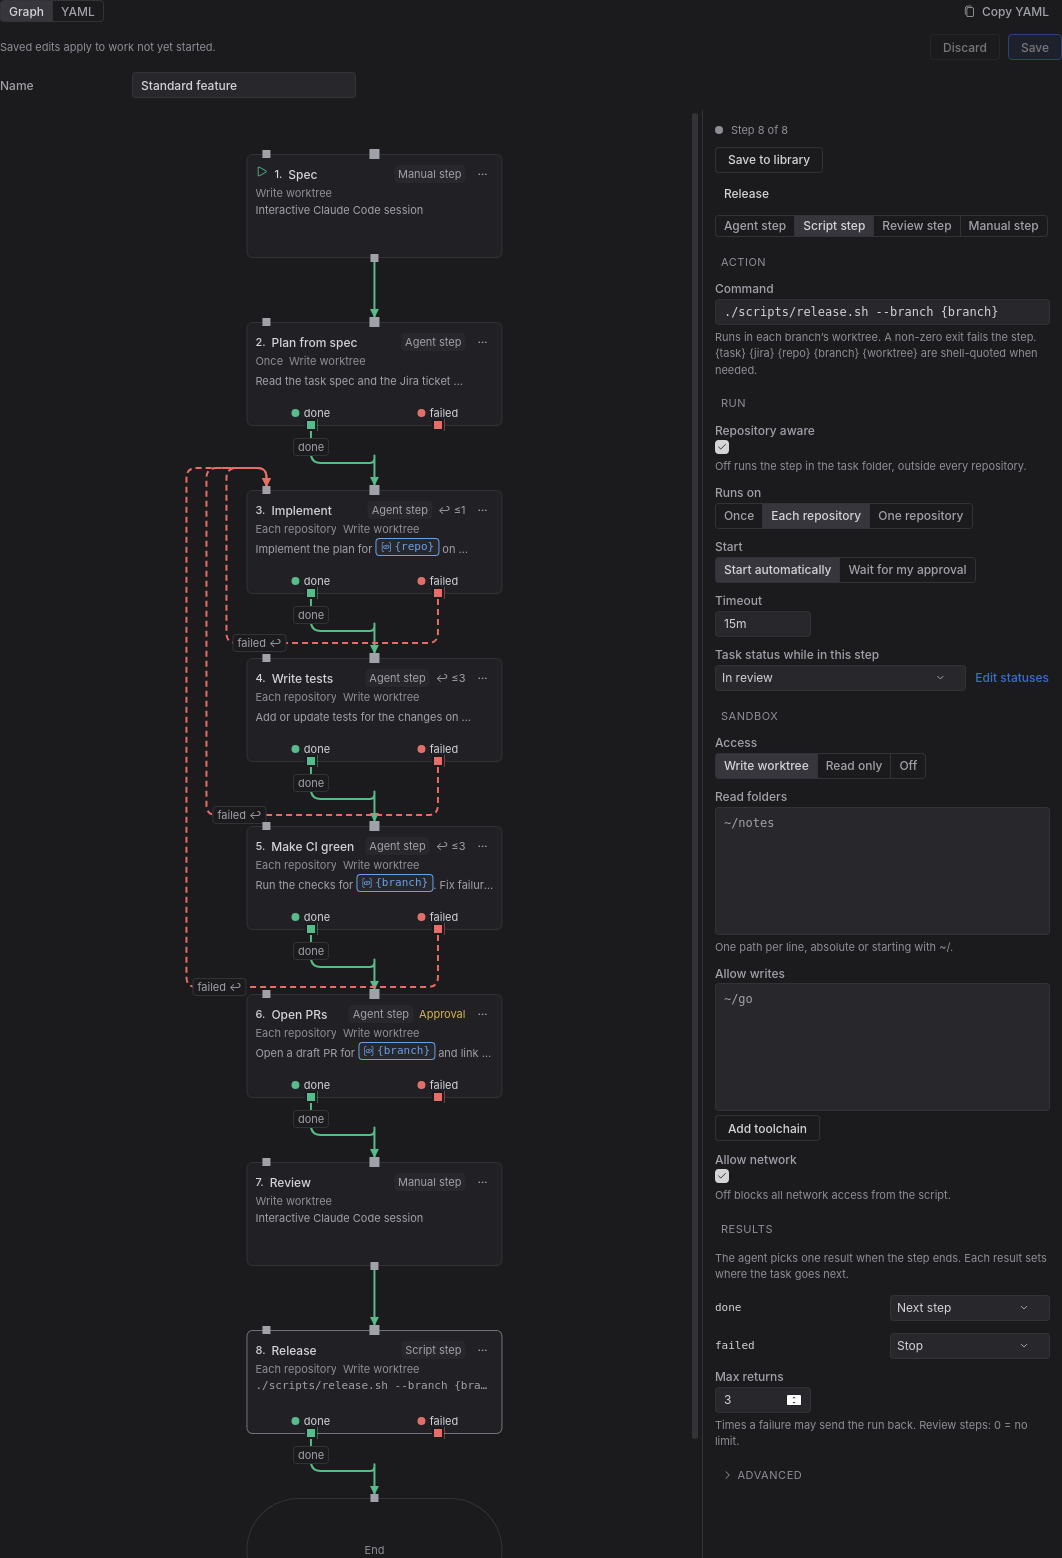 Graph YAML
Copy YAML
Saved edits apply to work not yet started.
Discard Save
Name
Standard feature
1. Spec
Manual step ...
Write worktree
Interactive Claude Code session
2. Plan from spec
Agent step ...
Once Write worktree
Read the task spec and the Jira ticket ...
done failed
done
3. Implement
Agent step ↩ ≤1 ...
Each repository Write worktree
Implement the plan for {repo} on ...
done failed
done
failed ↩
4. Write tests
Agent step ↩ ≤3 ...
Each repository Write worktree
Add or update tests for the changes on ...
done failed
done
failed ↩
5. Make CI green
Agent step ↩ ≤3 ...
Each repository Write worktree
Run the checks for {branch}. Fix failur...
done failed
done
failed ↩
6. Open PRs
Agent step Approval ...
Each repository Write worktree
Open a draft PR for {branch} and link ...
done failed
done
7. Review
Manual step ...
Write worktree
Interactive Claude Code session
8. Release
Script step ...
Each repository Write worktree
./scripts/release.sh --branch {bra…
done failed
done
End
Step 8 of 8
Save to library
Release
Agent step Script step Review step Manual step
ACTION
Command
./scripts/release.sh --branch {branch}
Runs in each branch's worktree. A non-zero exit fails the step.
{task} {jira} {repo} {branch} {worktree} are shell-quoted when
needed.
RUN
Repository aware
Off runs the step in the task folder, outside every repository.
Runs on
Once Each repository One repository
Start
Start automatically Wait for my approval
Timeout
15m
Task status while in this step
In review
Edit statuses
SANDBOX
Access
Write worktree Read only Off
Read folders
~/notes
One path per line, absolute or starting with ~/.
Allow writes
~/go
Add toolchain
Allow network
Off blocks all network access from the script.
RESULTS
The agent picks one result when the step ends. Each result sets
where the task goes next.
done
Next step
failed
Stop
Max returns
3
Times a failure may send the run back. Review steps: 0 = no
limit.
ADVANCED